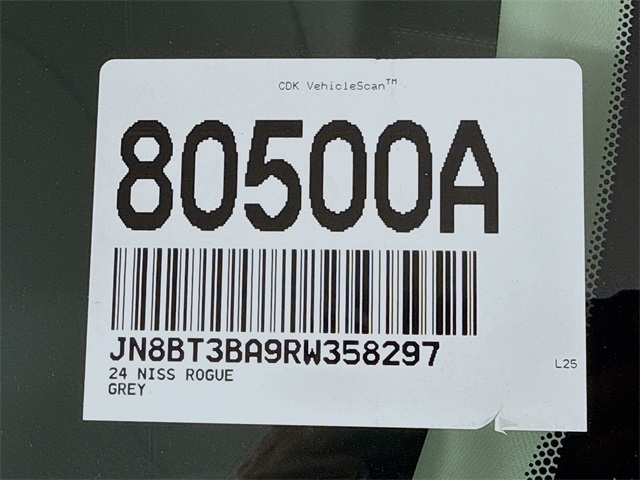 CDK VehicleScan™
80500A
JN8BT3BA9RW358297
24 NISS ROGUE
GREY
L25